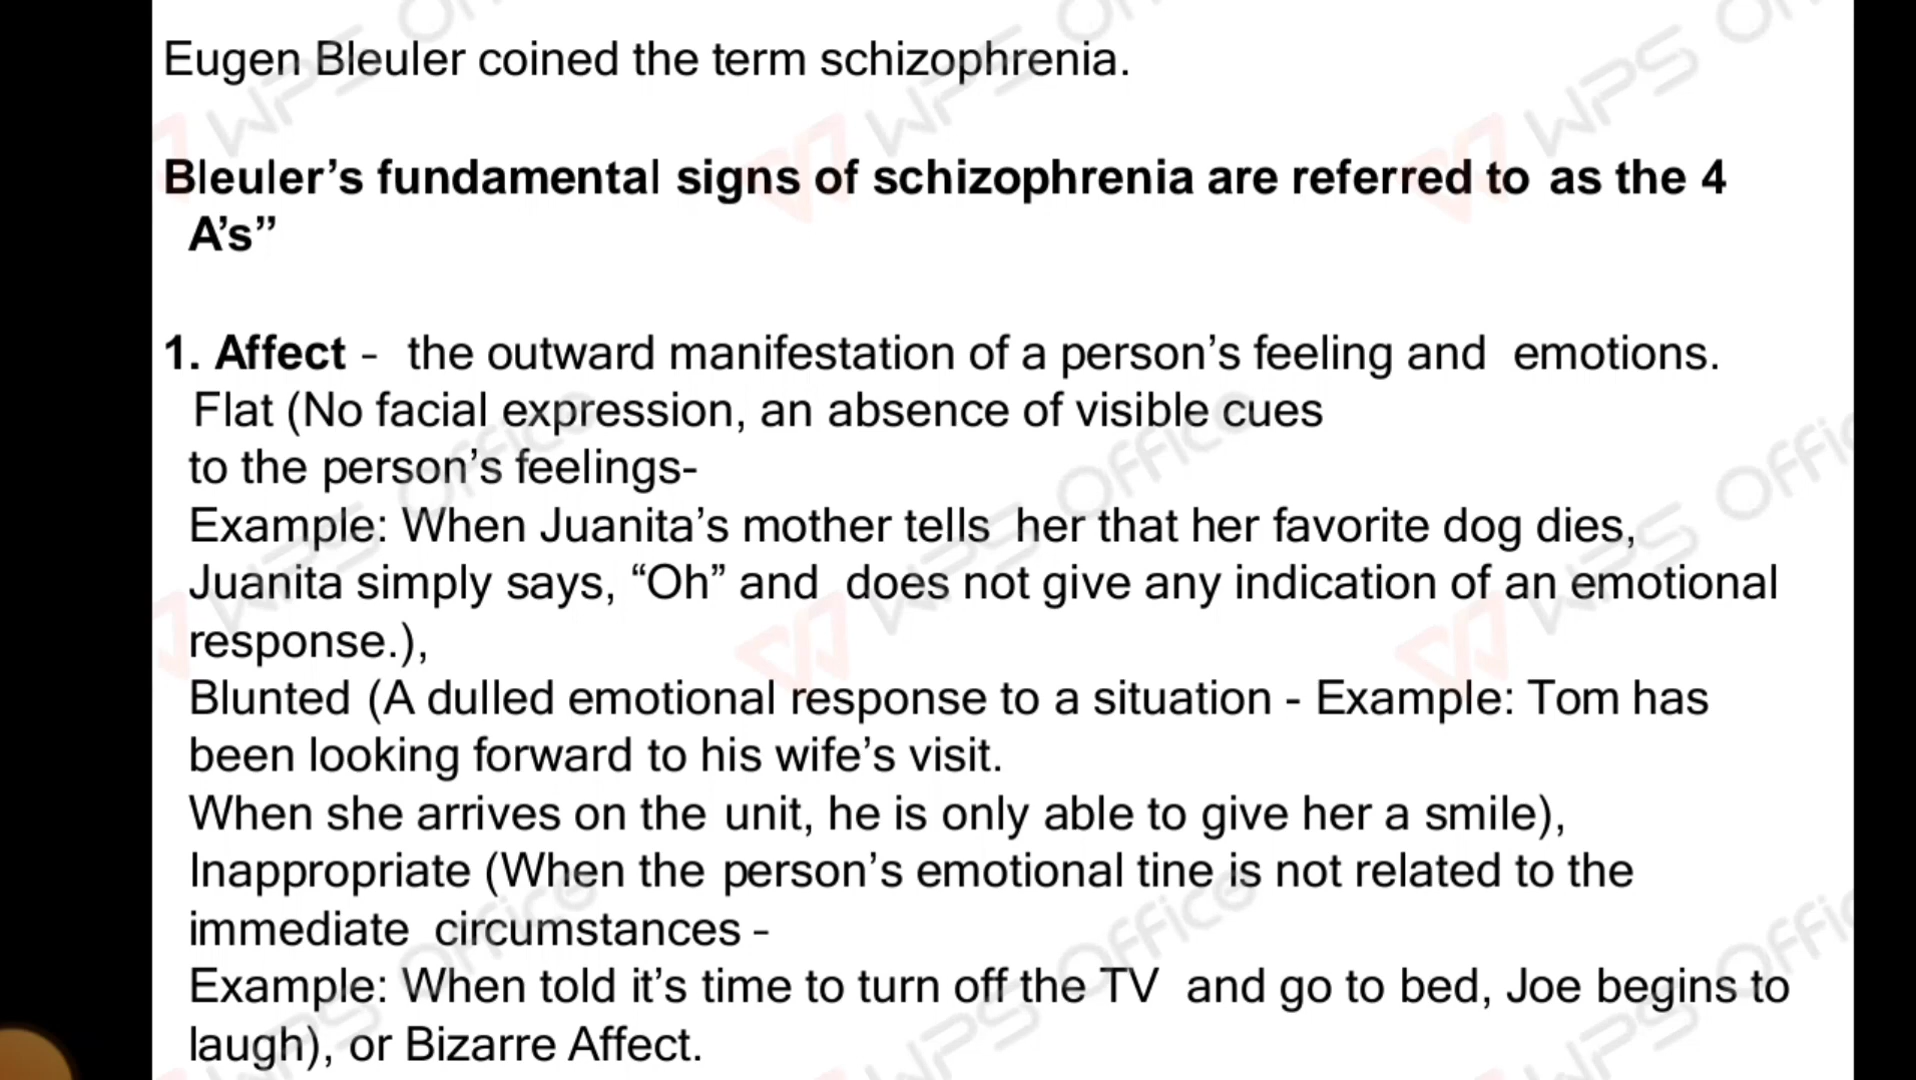 Eugen Bleuler coined the term schizophrenia.
Bleuler’s fundamental signs of schizophrenia are referred to as the 4
A’s”
1. Affect - the outward manifestation of a person’s feeling and emotions.
Flat (No facial expression, an absence of visible cues
to the person’s feelings-
Example: When Juanita’s mother tells her that her favorite dog dies,
Juanita simply says, “Oh” and does not give any indication of an emotional
response.),
Blunted (A dulled emotional response to a situation - Example: Tom has
been looking forward to his wife’s visit.
When she arrives on the unit, he is only able to give her a smile),
Inappropriate (When the person’s emotional tine is not related to the
immediate circumstances -
Example: When told it’s time to turn off the TV and go to bed, Joe begins to
laugh), or Bizarre Affect.
WPS Office
WPS Office
WPS Office